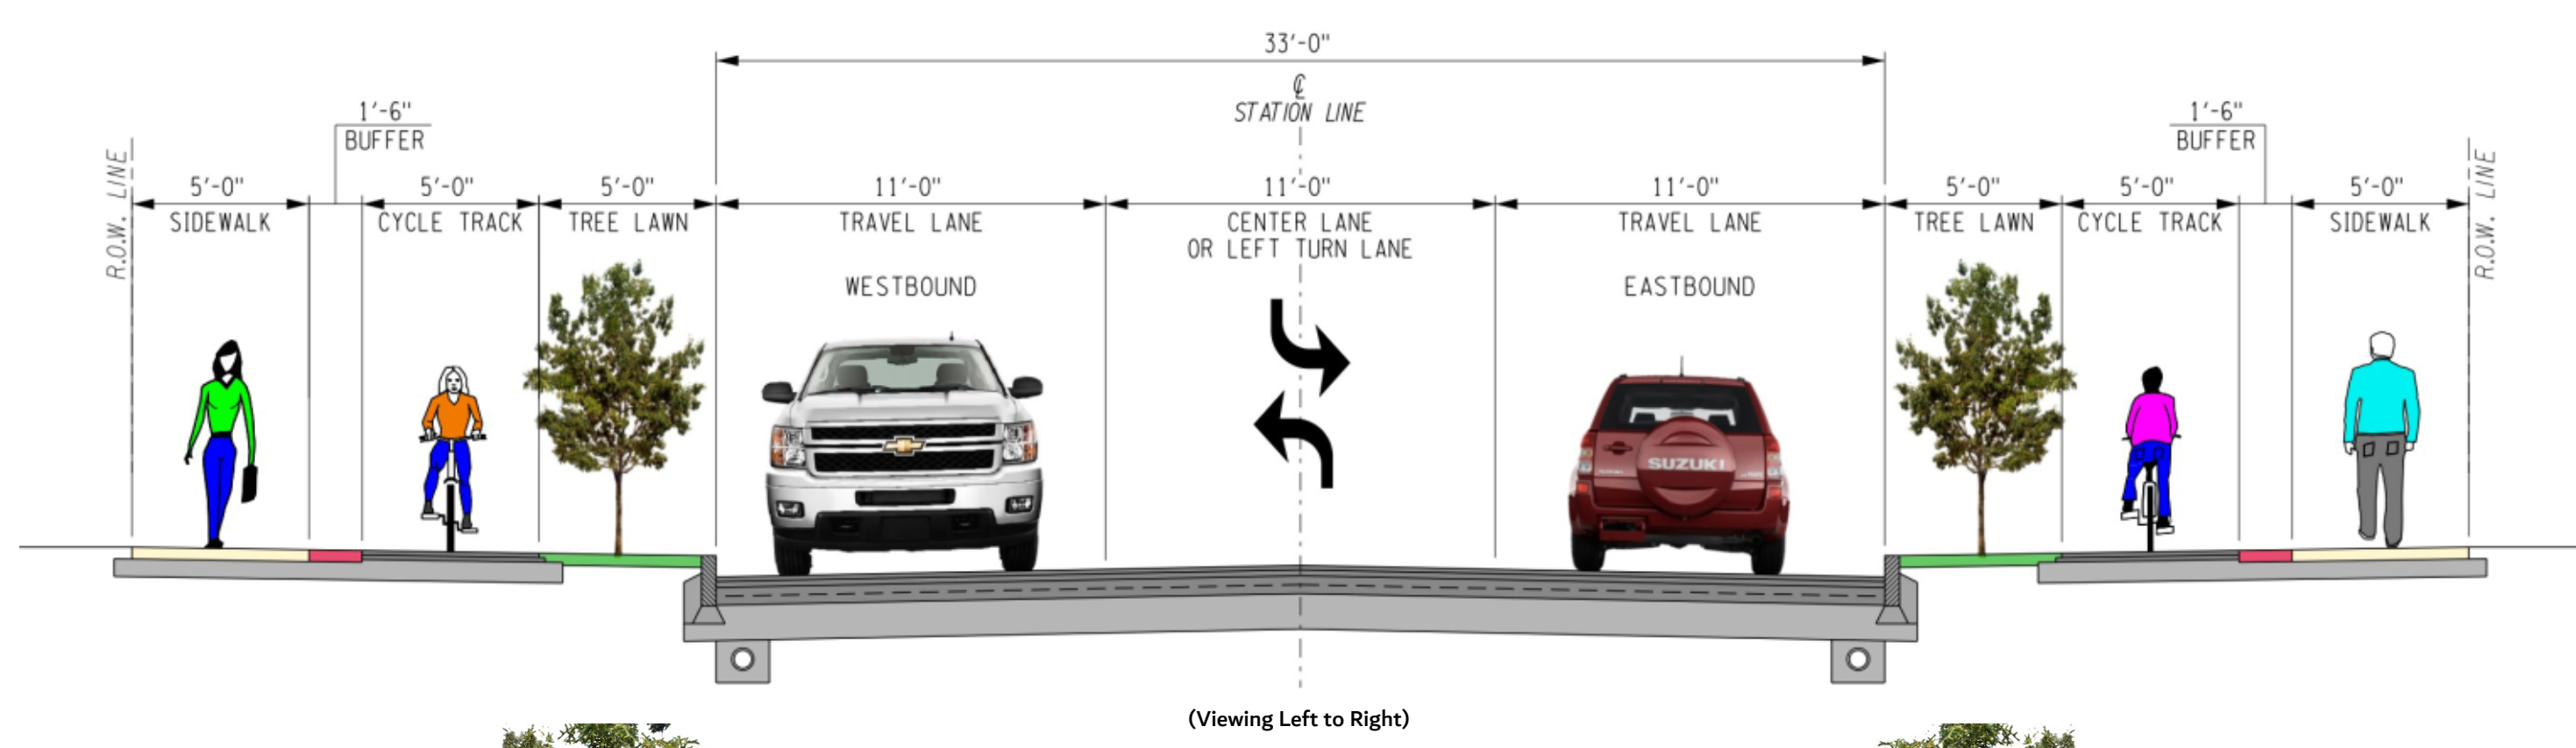 33'-0"
℄
STATION LINE
1'-6"
BUFFER
1'-6"
BUFFER
R.O.W. LINE
5'-0"
SIDEWALK
5'-0"
CYCLE TRACK
5'-0"
TREE LAWN
11'-0"
TRAVEL LANE
WESTBOUND
11'-0"
CENTER LANE
OR LEFT TURN LANE
11'-0"
TRAVEL LANE
EASTBOUND
5'-0"
TREE LAWN
5'-0"
CYCLE TRACK
5'-0"
SIDEWALK
R.O.W. LINE
SUZUKI
(Viewing Left to Right)